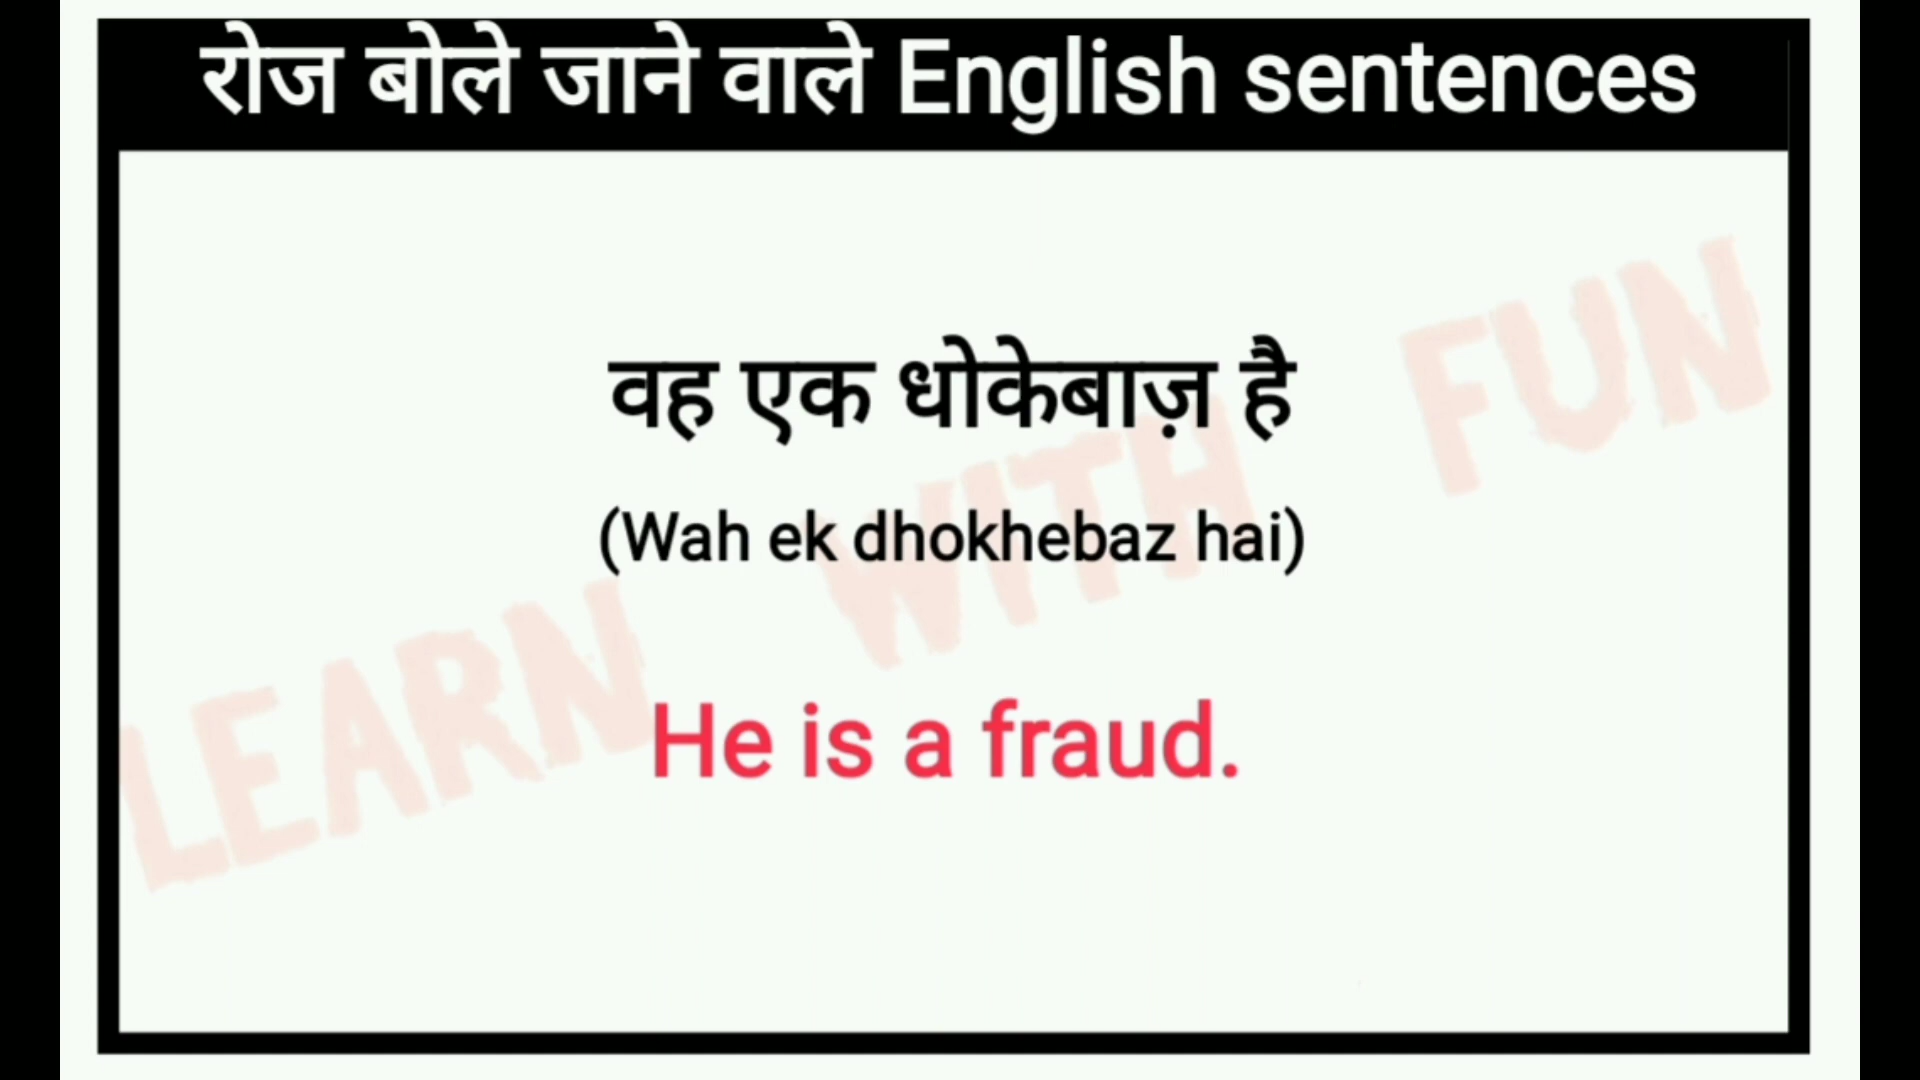 रोज बोले जाने वाले English sentences
वह एक धोकेबाज़ है
(Wah ek dhokhebaz hai)
He is a fraud.
LEARN WITH FUN